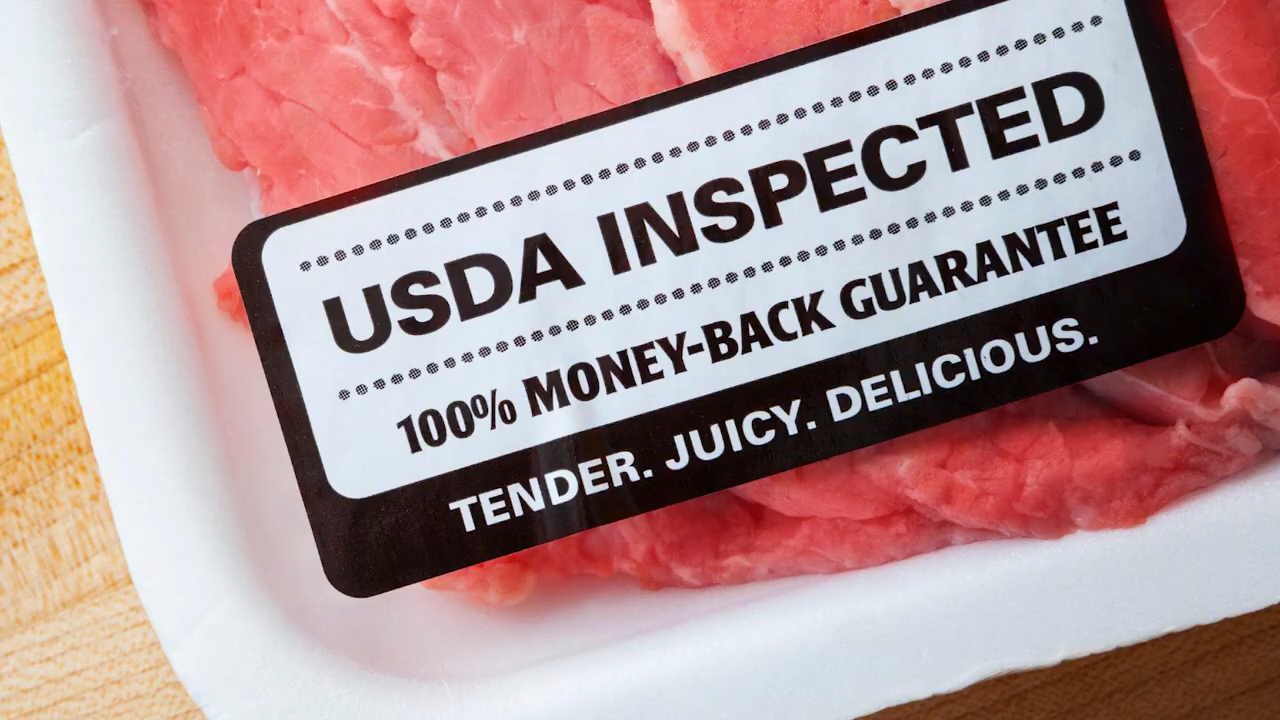 USDA INSPECTED
100% MONEY-BACK GUARANTEE
TENDER. JUICY. DELICIOUS.